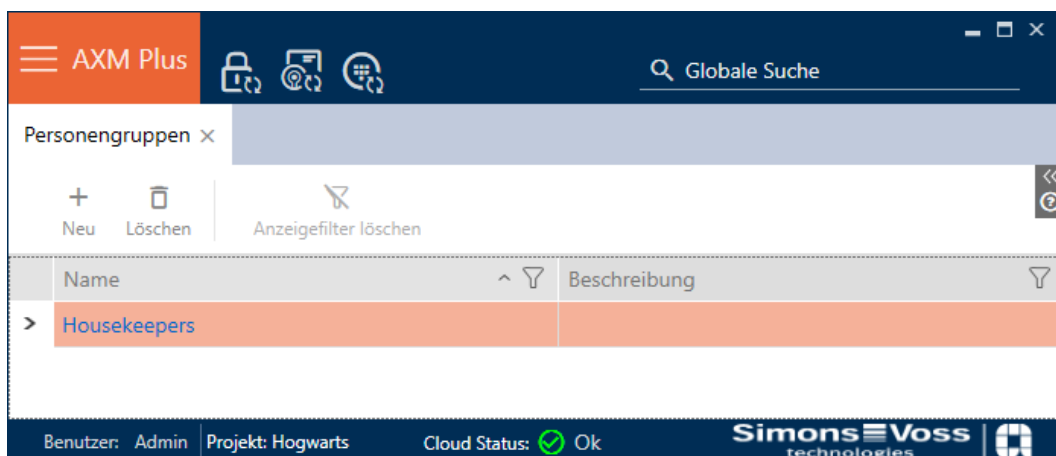 AXM Plus
Globale Suche
Personengruppen
Neu Löschen Anzeigefilter löschen
Name Beschreibung
Housekeepers
Benutzer: Admin Projekt: Hogwarts Cloud Status: Ok SimonsVoss
technologies